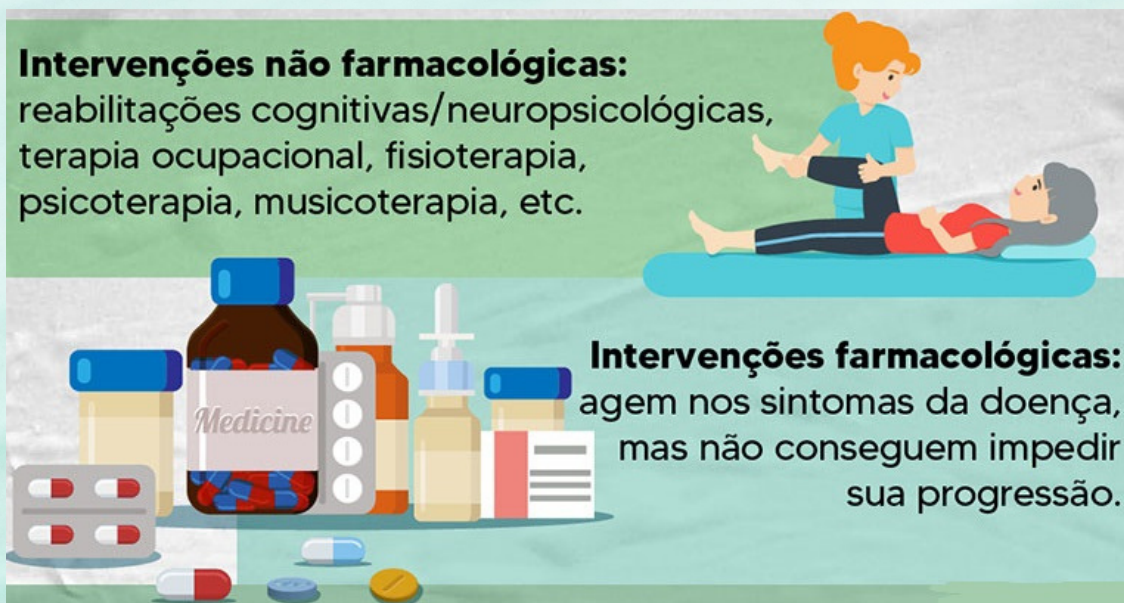 Intervenções não farmacológicas:
reabilitações cognitivas/neuropsicológicas,
terapia ocupacional, fisioterapia,
psicoterapia, musicoterapia, etc.
Medicine
Intervenções farmacológicas:
agem nos sintomas da doença,
mas não conseguem impedir
sua progressão.